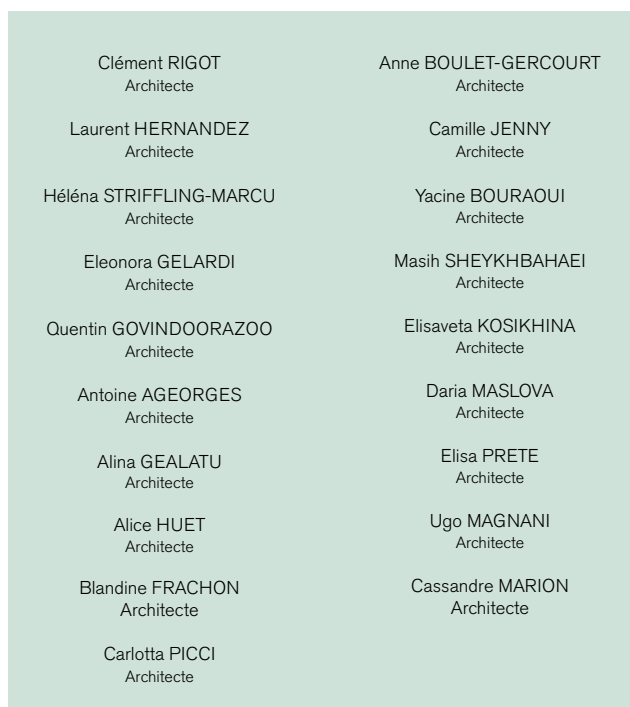 Clément RIGOT
Architecte
Laurent HERNANDEZ
Architecte
Héléna STRIFFLING-MARCU
Architecte
Eleonora GELARDI
Architecte
Quentin GOVINDOORAZOO
Architecte
Antoine AGEORGES
Architecte
Alina GEALATU
Architecte
Alice HUET
Architecte
Blandine FRACHON
Architecte
Carlotta PICCI
Architecte
Anne BOULET-GERCOURT
Architecte
Camille JENNY
Architecte
Yacine BOURAOUI
Architecte
Masih SHEYKHBAHAEI
Architecte
Elisaveta KOSIKHINA
Architecte
Daria MASLOVA
Architecte
Elisa PRETE
Architecte
Ugo MAGNANI
Architecte
Cassandre MARION
Architecte